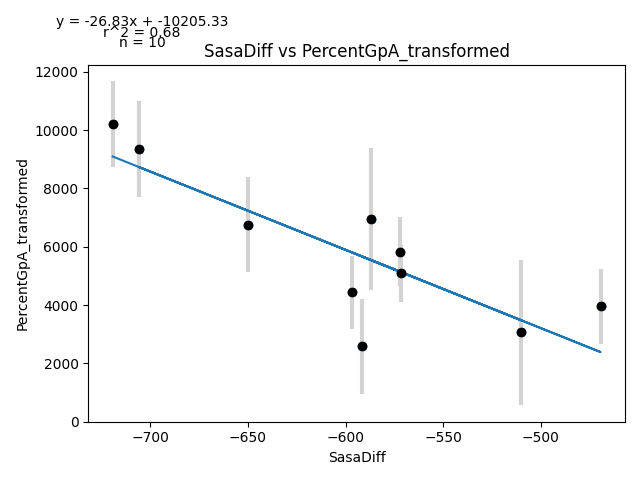 y = -26.83x + -10205.33
r^2 = 0.68
n = 10
SasaDiff vs PercentGpA_transformed
12000
10000
8000
6000
4000
2000
0
PercentGpA_transformed
−700 −650 −600 −550 −500
SasaDiff